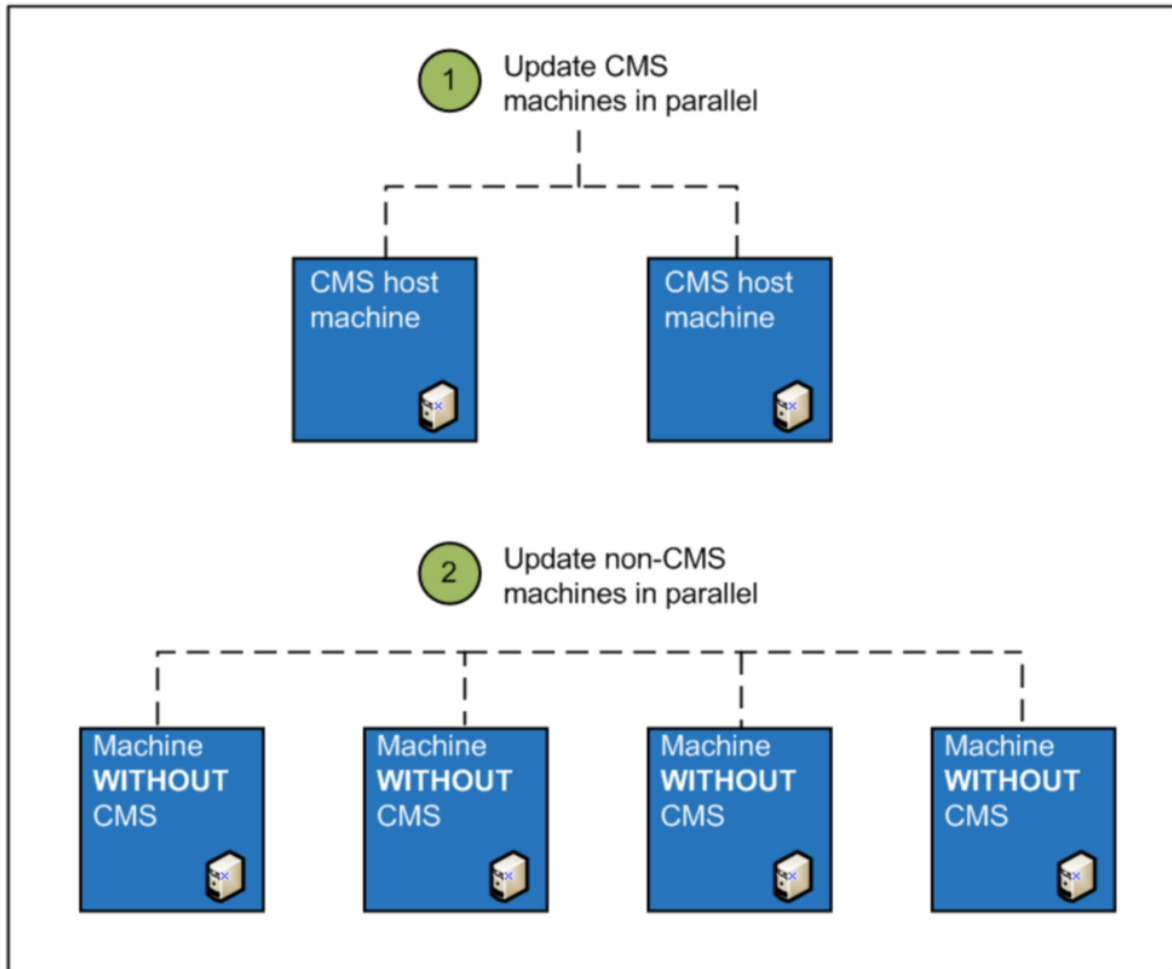 1
Update CMS
machines in parallel
CMS host
machine
CMS host
machine
2
Update non-CMS
machines in parallel
Machine
WITHOUT
CMS
Machine
WITHOUT
CMS
Machine
WITHOUT
CMS
Machine
WITHOUT
CMS